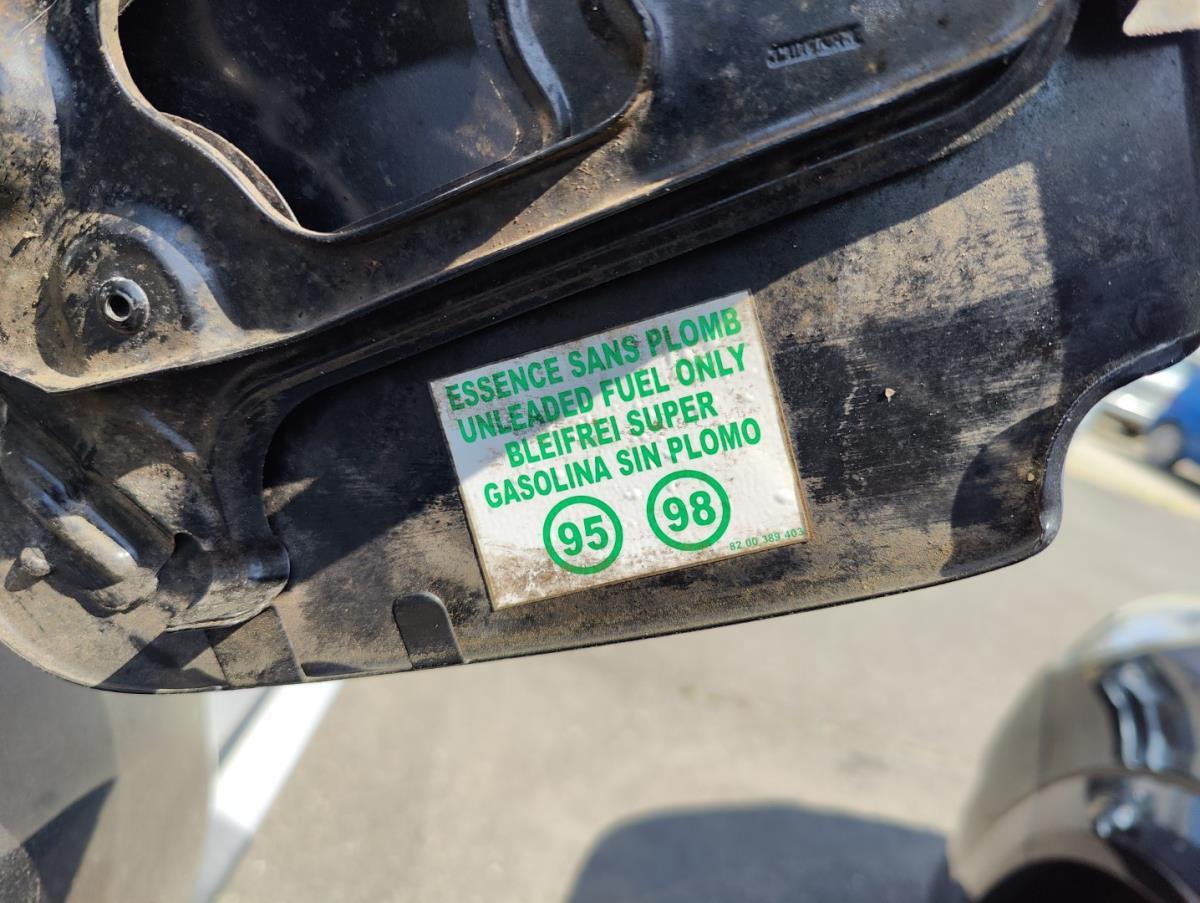 ESSENCE SANS PLOMB
UNLEADED FUEL ONLY
BLEIFREI SUPER
GASOLINA SIN PLOMO
95 98
82 00 389 403